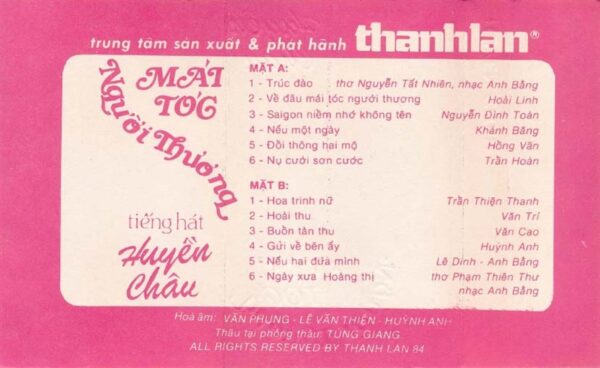 trung tâm sản xuất & phát hành thanhlan®
MÁI
TÓC
Người Thương
tiếng hát
Huyền
Châu
MẶT A:
1 - Trúc đào thơ Nguyễn Tất Nhiên, nhạc Anh Bằng
2 - Về đâu mái tóc người thương Hoài Linh
3 - Saigon niềm nhớ không tên Nguyễn Đình Toàn
4 - Nếu một ngày Khánh Băng
5 - Đồi thông hai mộ Hồng Vân
6 - Nụ cười sơn cước Trần Hoàn
MẶT B:
1 - Hoa trinh nữ Trần Thiện Thanh
2 - Hoài thu Văn Trí
3 - Buồn tàn thu Văn Cao
4 - Gửi về bên ấy Huỳnh Anh
5 - Nếu hai đứa mình Lê Dinh - Anh Bằng
6 - Ngày xưa Hoàng thị thơ Phạm Thiên Thư
nhạc Anh Bằng
Hoà âm: VĂN PHỤNG - LÊ VĂN THIỆN - HUỲNH ANH
Thâu tại phòng thâu: TÙNG GIANG
ALL RIGHTS RESERVED BY THANH LAN 84